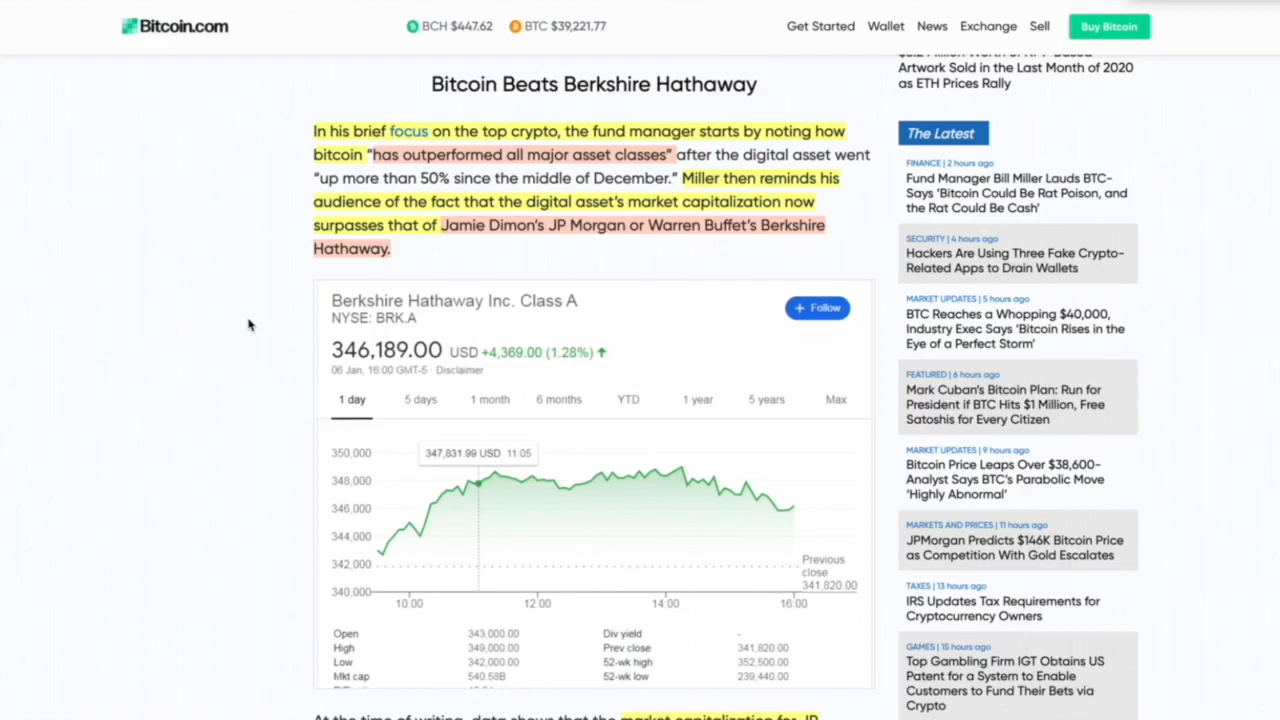 Bitcoin.com
BCH $447.62
BTC $39,221.77
Get Started
Wallet
News
Exchange
Sell
Buy Bitcoin
Bitcoin Beats Berkshire Hathaway
In his brief focus on the top crypto, the fund manager starts by noting how
bitcoin “has outperformed all major asset classes” after the digital asset went
“up more than 50% since the middle of December.” Miller then reminds his
audience of the fact that the digital asset’s market capitalization now
surpasses that of Jamie Dimon’s JP Morgan or Warren Buffet’s Berkshire
Hathaway.
Berkshire Hathaway Inc. Class A
NYSE: BRK.A
+ Follow
346,189.00 USD +4,369.00 (1.28%) ↑
06 Jan, 16:00 GMT-5 · Disclaimer
1 day
5 days
1 month
6 months
YTD
1 year
5 years
Max
347,831.99 USD 11:05
350,000
348,000
346,000
344,000
342,000
340,000
Previous
close
341,820.00
10:00
12:00
14:00
16:00
Open 343,000.00
High 349,000.00
Low 342,000.00
Mkt cap 540.58B
Div yield -
Prev close 341,820.00
52-wk high 352,500.00
52-wk low 239,440.00
At the time of writing, data shows that the market capitalization for JP
Artwork Sold in the Last Month of 2020
as ETH Prices Rally
The Latest
FINANCE | 2 hours ago
Fund Manager Bill Miller Lauds BTC-
Says ‘Bitcoin Could Be Rat Poison, and
the Rat Could Be Cash’
SECURITY | 4 hours ago
Hackers Are Using Three Fake Crypto-
Related Apps to Drain Wallets
MARKET UPDATES | 5 hours ago
BTC Reaches a Whopping $40,000,
Industry Exec Says ‘Bitcoin Rises in the
Eye of a Perfect Storm’
FEATURED | 6 hours ago
Mark Cuban’s Bitcoin Plan: Run for
President if BTC Hits $1 Million, Free
Satoshis for Every Citizen
MARKET UPDATES | 9 hours ago
Bitcoin Price Leaps Over $38,600-
Analyst Says BTC’s Parabolic Move
‘Highly Abnormal’
MARKETS AND PRICES | 11 hours ago
JPMorgan Predicts $146K Bitcoin Price
as Competition With Gold Escalates
TAXES | 13 hours ago
IRS Updates Tax Requirements for
Cryptocurrency Owners
GAMES | 15 hours ago
Top Gambling Firm IGT Obtains US
Patent for a System to Enable
Customers to Fund Their Bets via
Crypto